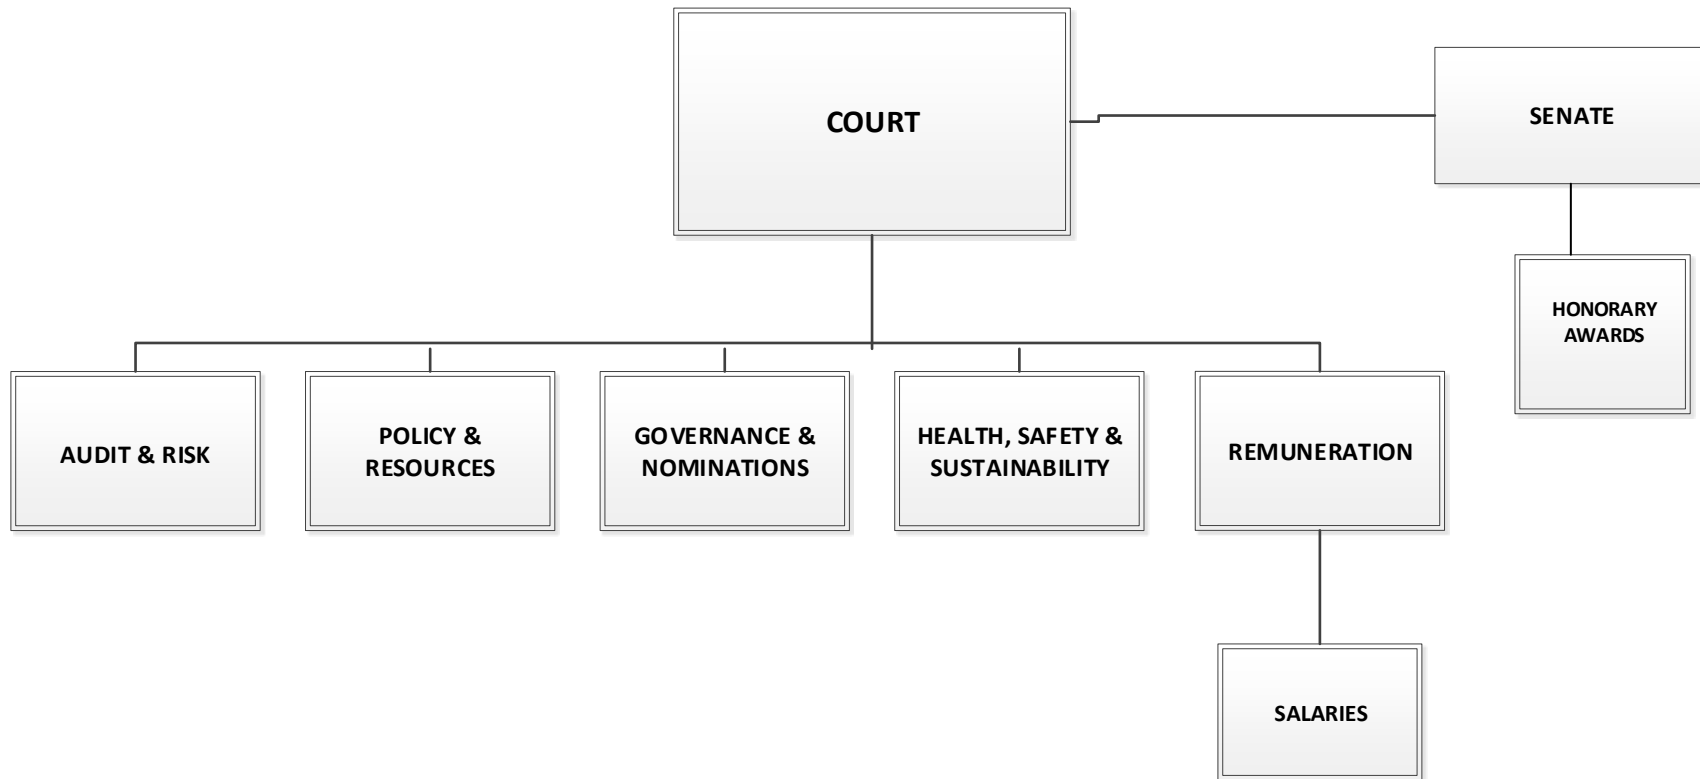 COURT
SENATE
HONORARY
AWARDS
AUDIT & RISK
POLICY &
RESOURCES
GOVERNANCE &
NOMINATIONS
HEALTH, SAFETY &
SUSTAINABILITY
REMUNERATION
SALARIES